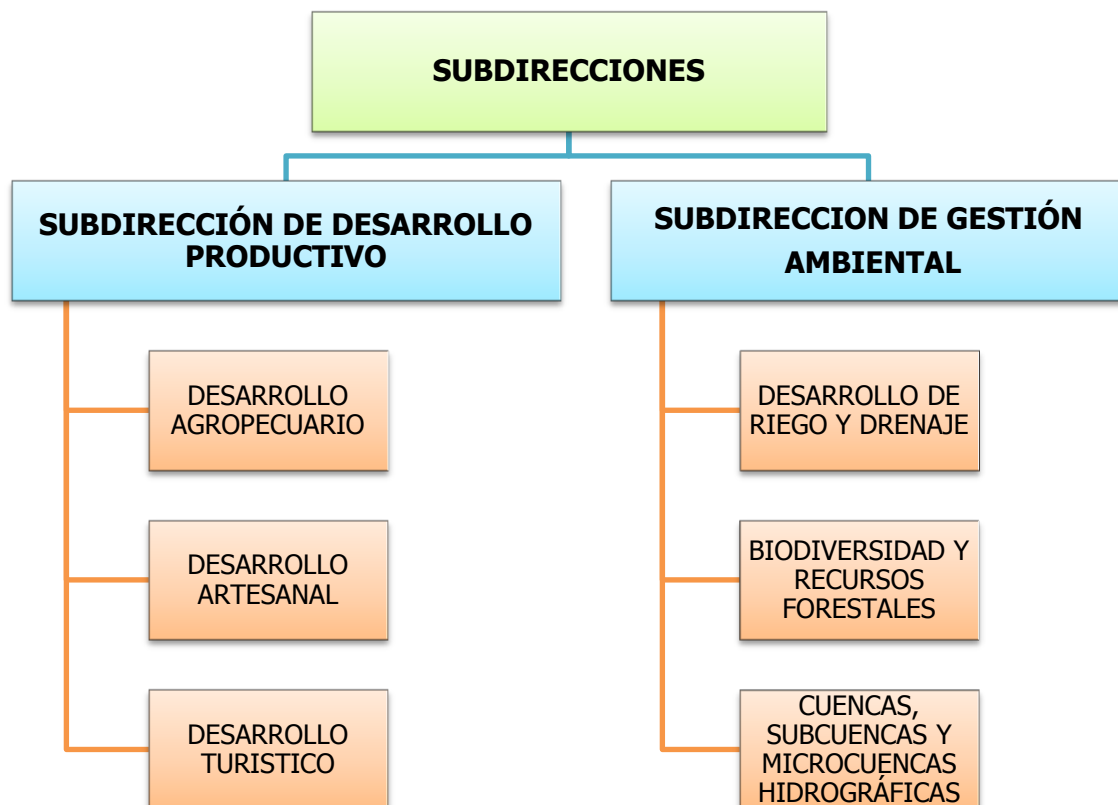 SUBDIRECCIONES
SUBDIRECCIÓN DE DESARROLLO
PRODUCTIVO
DESARROLLO
AGROPECUARIO
DESARROLLO
ARTESANAL
DESARROLLO
TURISTICO
SUBDIRECCION DE GESTIÓN
AMBIENTAL
DESARROLLO DE
RIEGO Y DRENAJE
BIODIVERSIDAD Y
RECURSOS
FORESTALES
CUENCAS,
SUBCUENCAS Y
MICROCUENCAS
HIDROGRÁFICAS